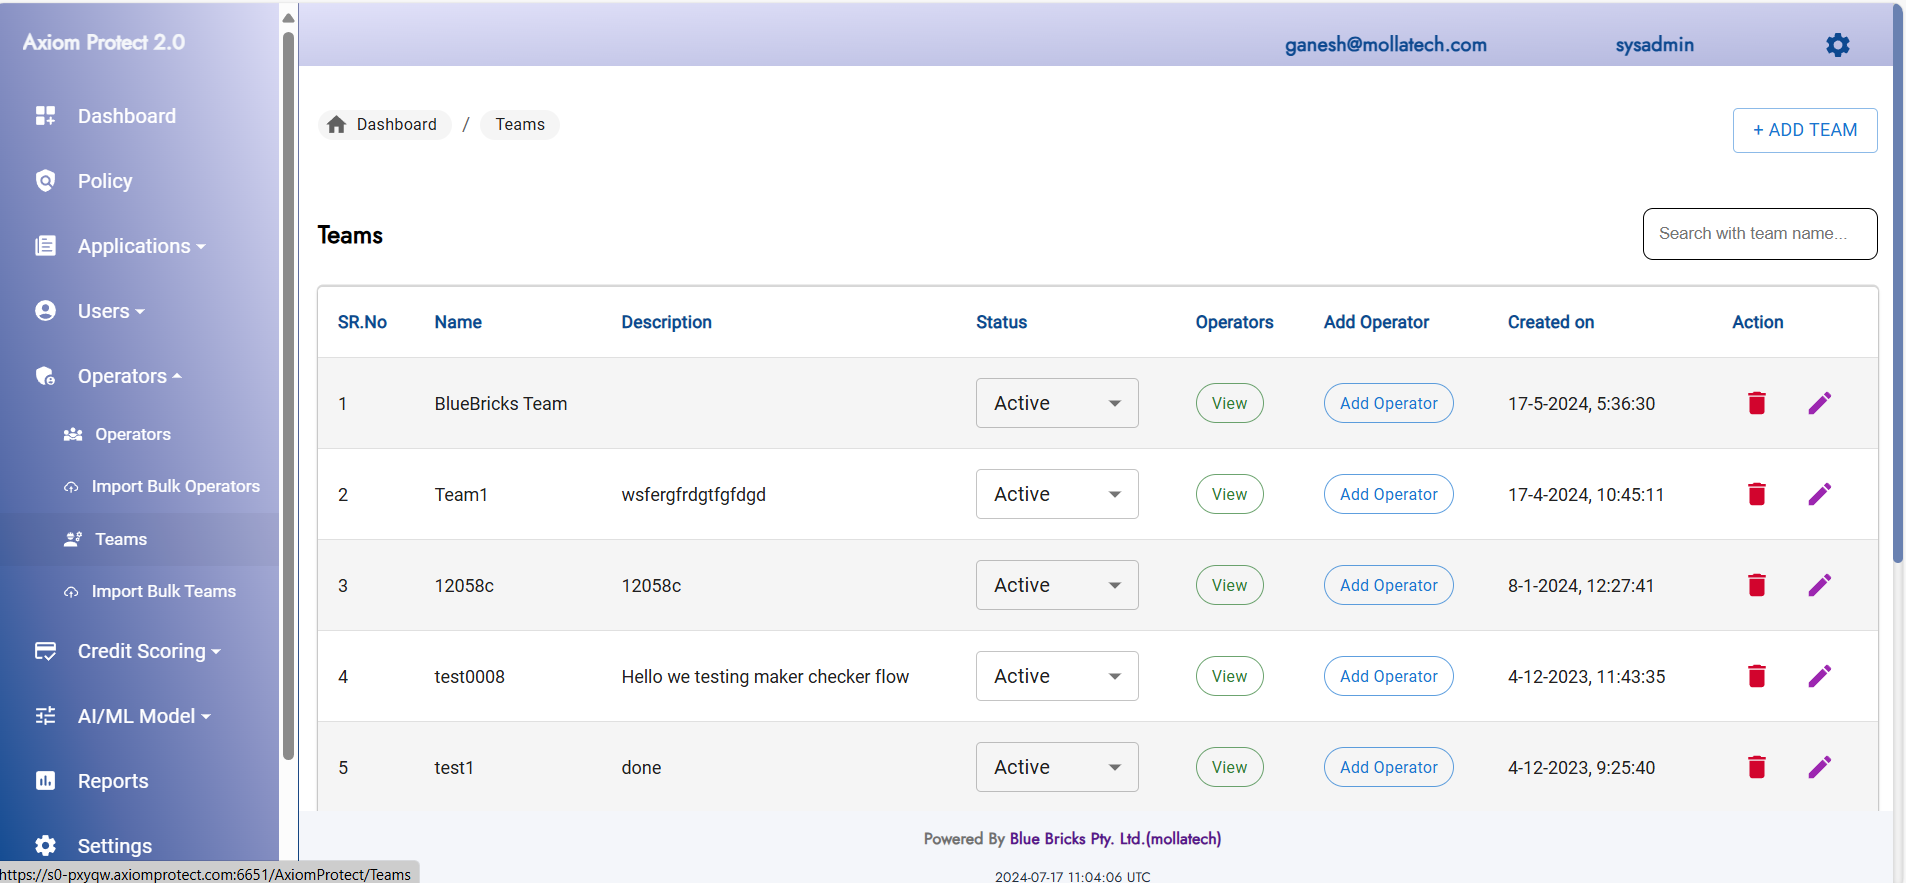 Axiom Protect 2.0
ganesh@mollatech.com sysadmin
Dashboard
Policy
Applications
Users
Operators
Operators
Import Bulk Operators
Teams
Import Bulk Teams
Credit Scoring
AI/ML Model
Reports
Settings
Dashboard / Teams
+ ADD TEAM
Teams
Search with team name...
SR.No Name Description Status Operators Add Operator Created on Action
1 BlueBricks Team Active View Add Operator 17-5-2024, 5:36:30
2 Team1 wsfergfrdgtfgfdgd Active View Add Operator 17-4-2024, 10:45:11
3 12058c 12058c Active View Add Operator 8-1-2024, 12:27:41
4 test0008 Hello we testing maker checker flow Active View Add Operator 4-12-2023, 11:43:35
5 test1 done Active View Add Operator 4-12-2023, 9:25:40
Powered By Blue Bricks Pty. Ltd.(mollatech)
2024-07-17 11:04:06 UTC
https://s0-pxyqw.axiomprotect.com:6651/AxiomProtect/Teams